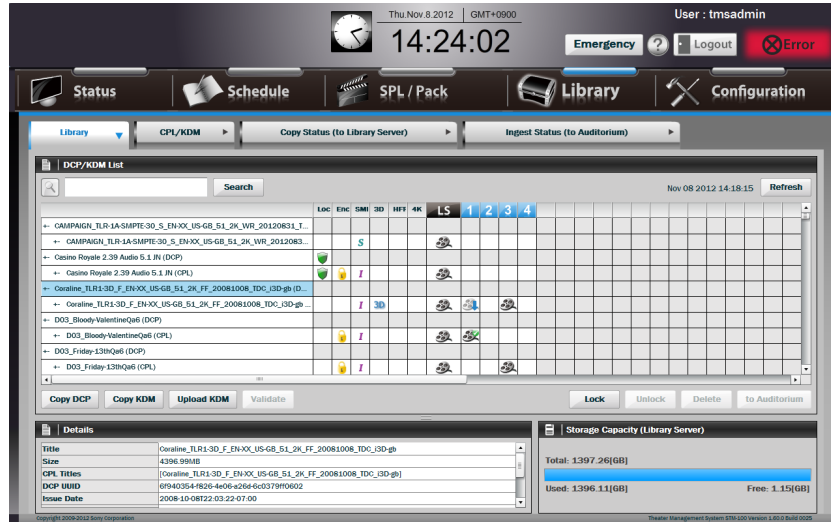 Thu.Nov.8.2012 GMT+0900
14:24:02
User : tmsadmin
Emergency ? Logout Error
Status Schedule SPL / Pack Library Configuration
Library CPL/KDM Copy Status (to Library Server) Ingest Status (to Auditorium)
DCP/KDM List
Search Nov 08 2012 14:18:15 Refresh
Loc Enc SMI 3D HFR 4K LS 1 2 3 4
CAMPAIGN_TLR-1A-SMPTE-30_S_EN-XX_US-GB_51_2K_WR_20120831_T...
CAMPAIGN_TLR-1A-SMPTE-30_S_EN-XX_US-GB_51_2K_WR_2012083... S
Casino Royale 2.39 Audio 5.1 JN (DCP)
Casino Royale 2.39 Audio 5.1 JN (CPL) I
Coraline_TLR1-3D_F_EN-XX_US-GB_51_2K_FF_20081008_TDC_i3D-gb (D...
Coraline_TLR1-3D_F_EN-XX_US-GB_51_2K_FF_20081008_TDC_i3D-gb ... I 3D
D03_Bloody-ValentineQa6 (DCP)
D03_Bloody-ValentineQa6 (CPL) I
D03_Friday-13thQa6 (DCP)
D03_Friday-13thQa6 (CPL) I
Copy DCP Copy KDM Upload KDM Validate Lock Unlock Delete to Auditorium
Details
Title Coraline_TLR1-3D_F_EN-XX_US-GB_51_2K_FF_20081008_TDC_i3D-gb
Size 4396.99MB
CPL Titles [Coraline_TLR1-3D_F_EN-XX_US-GB_51_2K_FF_20081008_TDC_i3D-gb]
DCP UUID 6f940354-f826-4e06-a26d-6c0379ff0602
Issue Date 2008-10-08T22:03:22-07:00
Storage Capacity (Library Server)
Total: 1397.26[GB]
Used: 1396.11[GB] Free: 1.15[GB]
Copyright 2009-2012 Sony Corporation Theater Management System STM-100 Version 1.60.0 Build 0025